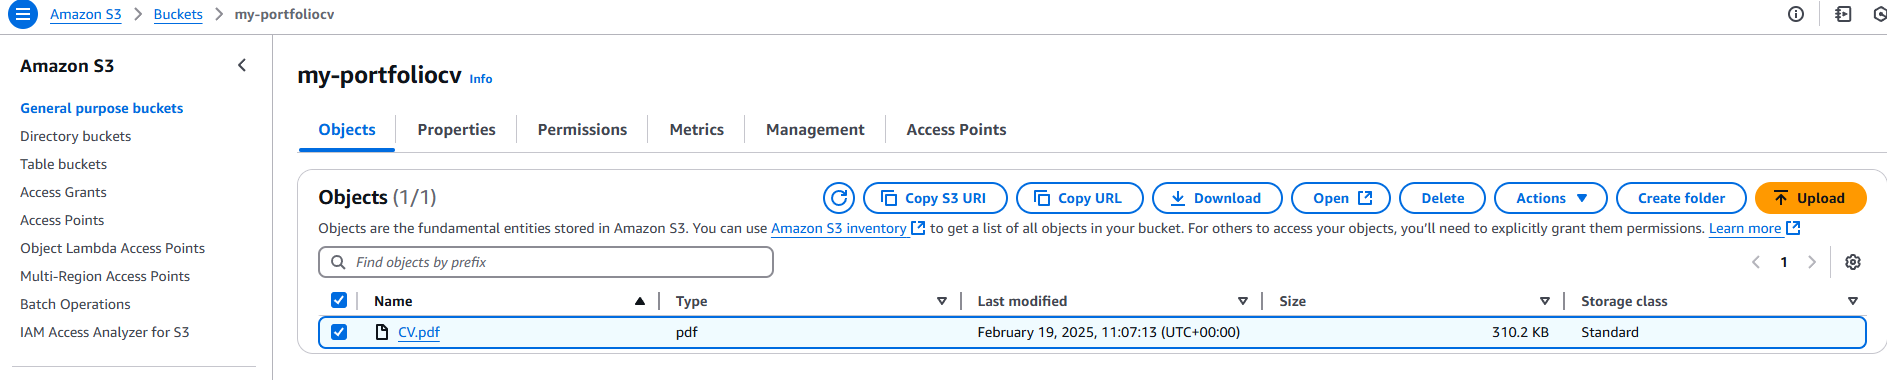 Amazon S3 > Buckets > my-portfoliocv
Amazon S3
General purpose buckets
Directory buckets
Table buckets
Access Grants
Access Points
Object Lambda Access Points
Multi-Region Access Points
Batch Operations
IAM Access Analyzer for S3
my-portfoliocv Info
Objects Properties Permissions Metrics Management Access Points
Objects (1/1) Copy S3 URI Copy URL Download Open Delete Actions Create folder Upload
Objects are the fundamental entities stored in Amazon S3. You can use Amazon S3 inventory to get a list of all objects in your bucket. For others to access your objects, you'll need to explicitly grant them permissions. Learn more
Find objects by prefix 1
Name Type Last modified Size Storage class
CV.pdf pdf February 19, 2025, 11:07:13 (UTC+00:00) 310.2 KB Standard